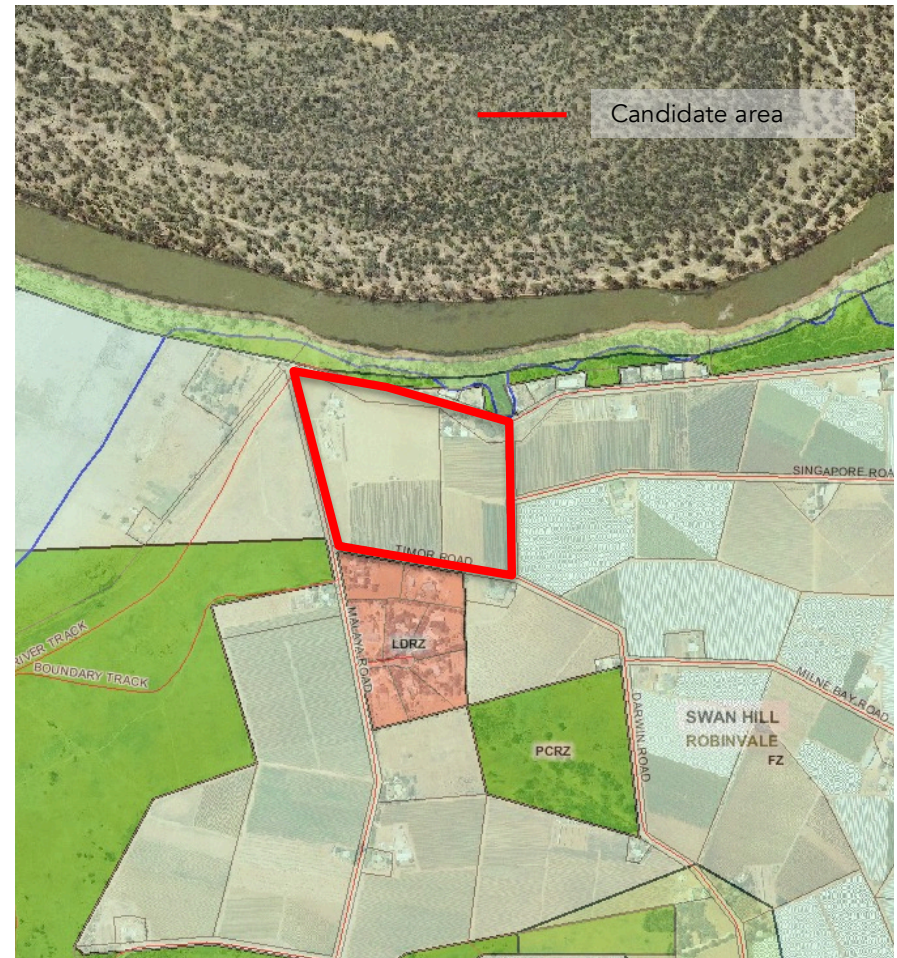 Candidate area
SINGAPORE ROA
TIMOR ROAD
MALAYA ROAD
LDRZ
RIVER TRACK
BOUNDARY TRACK
DARWIN ROAD
MILNE BAY ROAD
SWAN HILL
ROBINVALE
FZ
PCRZ